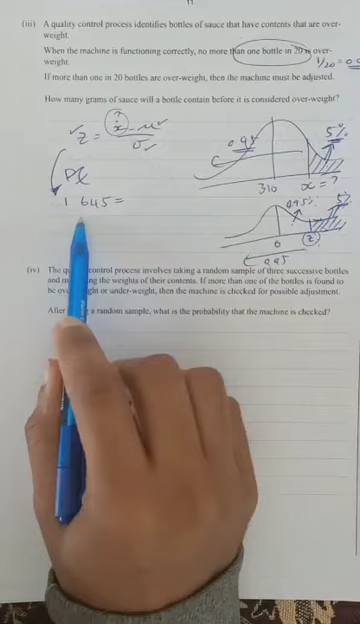 11
(iii) A quality control process identifies bottles of sauce that have contents that are over-
weight.
When the machine is functioning correctly, no more than one bottle in 20 is over-
weight.
1/20 = 0.0
If more than one in 20 bottles are over-weight, then the machine must be adjusted.
How many grams of sauce will a bottle contain before it is considered overweight?
?
z = x - μ
σ
0.95
5%
310 x = ?
1 645 =
0.95%
5%
0 z
0.95
(iv) The control process involves taking a random sample of three successive bottles
and the weights of their contents. If more than one of the bottles is found to
be or under-weight, then the machine is checked for possible adjustment.
After a random sample, what is the probability that the machine is checked?